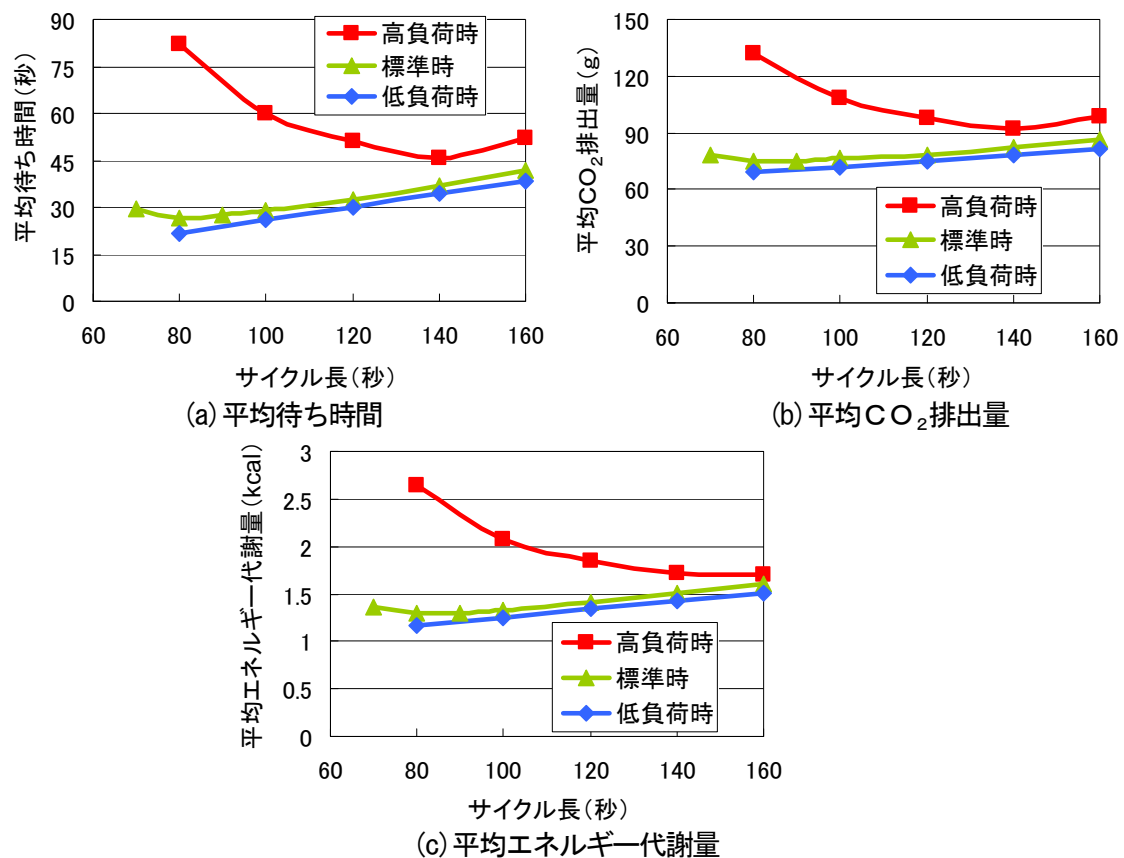 平均待ち時間(秒)
90
75
60
45
30
15
0
高負荷時
標準時
低負荷時
60 80 100 120 140 160
サイクル長(秒)
(a)平均待ち時間
平均CO₂排出量(g)
150
120
90
60
30
0
高負荷時
標準時
低負荷時
60 80 100 120 140 160
サイクル長(秒)
(b)平均CO₂排出量
平均エネルギー代謝量(kcal)
3
2.5
2
1.5
1
0.5
0
高負荷時
標準時
低負荷時
60 80 100 120 140 160
サイクル長(秒)
(c)平均エネルギー代謝量